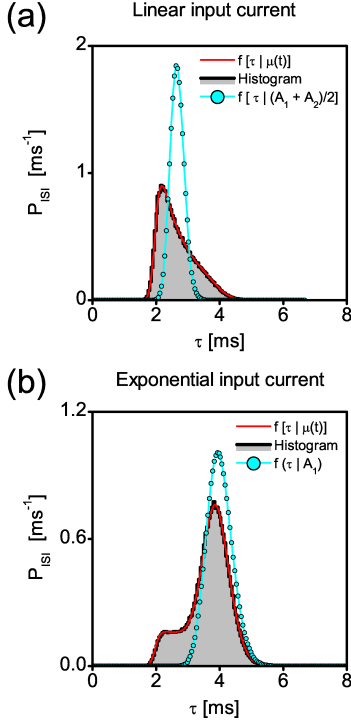 (a) Linear input current
2
f [τ | μ(t)]
Histogram
f [ τ | (A₁ + A₂)/2]
1
P_ISI [ms⁻¹]
0
0 2 4 6 8
τ [ms]
(b) Exponential input current
1.2
f [τ | μ(t)]
Histogram
f (τ | A₁)
0.6
P_ISI [ms⁻¹]
0.0
0 2 4 6 8
τ [ms]